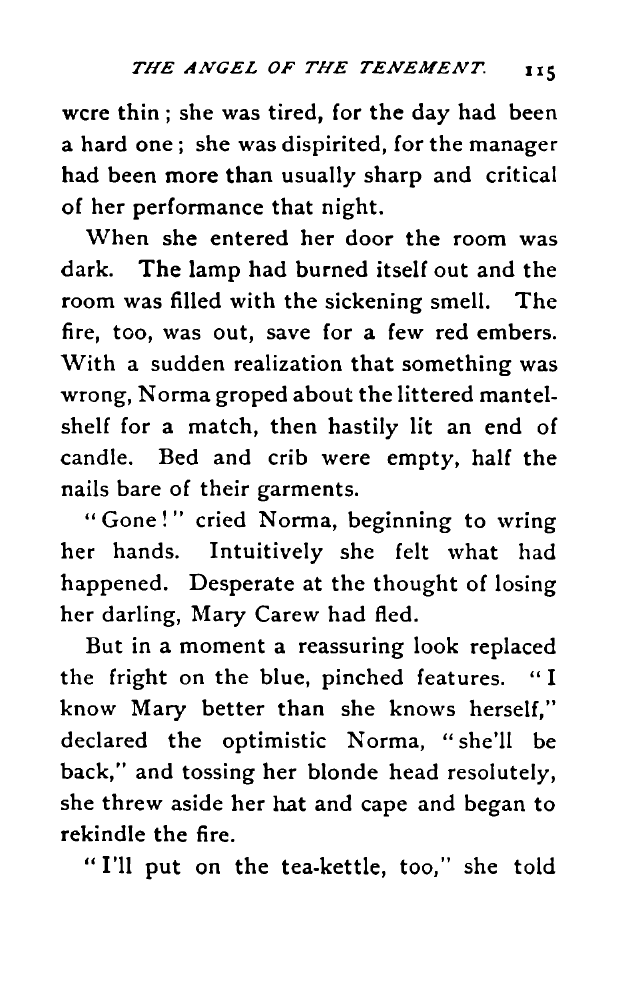 THE ANGEL OF THE TENEMENT. 115
were thin; she was tired, for the day had been
a hard one; she was dispirited, for the manager
had been more than usually sharp and critical
of her performance that night.
When she entered her door the room was
dark. The lamp had burned itself out and the
room was filled with the sickening smell. The
fire, too, was out, save for a few red embers.
With a sudden realization that something was
wrong, Norma groped about the littered mantel-
shelf for a match, then hastily lit an end of
candle. Bed and crib were empty, half the
nails bare of their garments.
"Gone!" cried Norma, beginning to wring
her hands. Intuitively she felt what had
happened. Desperate at the thought of losing
her darling, Mary Carew had fled.
But in a moment a reassuring look replaced
the fright on the blue, pinched features. "I
know Mary better than she knows herself,"
declared the optimistic Norma, "she'll be
back," and tossing her blonde head resolutely,
she threw aside her hat and cape and began to
rekindle the fire.
"I'll put on the tea-kettle, too," she told